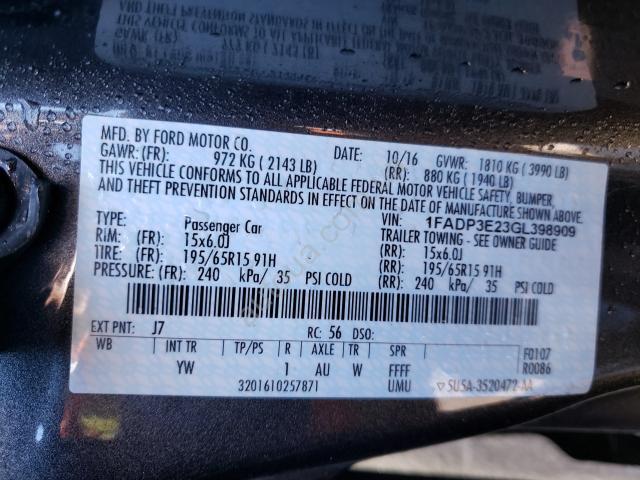 MFD. BY FORD MOTOR CO.
DATE: 10/16 GVWR: 1810 KG ( 3990 LB)
GAWR: (FR): 972 KG ( 2143 LB) (RR): 880 KG ( 1940 LB)
THIS VEHICLE CONFORMS TO ALL APPLICABLE FEDERAL MOTOR VEHICLE SAFETY, BUMPER,
AND THEFT PREVENTION STANDARDS IN EFFECT ON THE DATE OF MANUFACTURE SHOWN ABOVE.
VIN: 1FADP3E23GL398909
TYPE: Passenger Car TRAILER TOWING - SEE OWNER GUIDE
RIM: (FR): 15x6.0J (RR): 15x6.0J
TIRE: (FR): 195/65R15 91H (RR): 195/65R15 91H
PRESSURE: (FR): 240 kPa/ 35 PSI COLD (RR): 240 kPa/ 35 PSI COLD
EXT PNT: J7 RC: 56 DSO:
WB INT TR TP/PS R AXLE TR SPR F0107
YW 1 AU W FFFF R0086
3201610257871 UMU ▽ 5U5A-3520472-AA